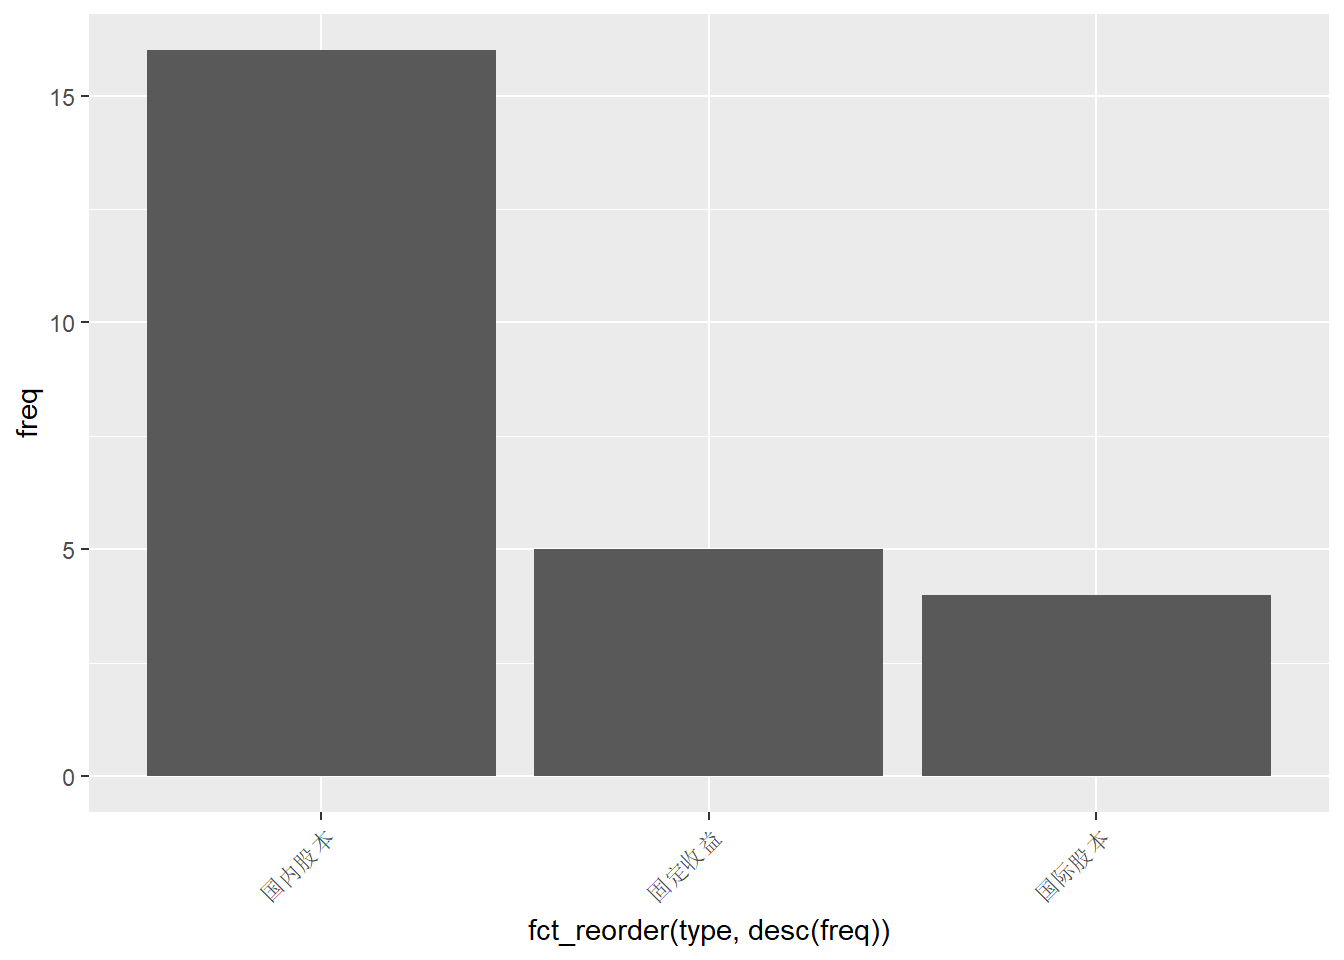 freq
15
10
5
0
国内股本
固定收益
国际股本
fct_reorder(type, desc(freq))